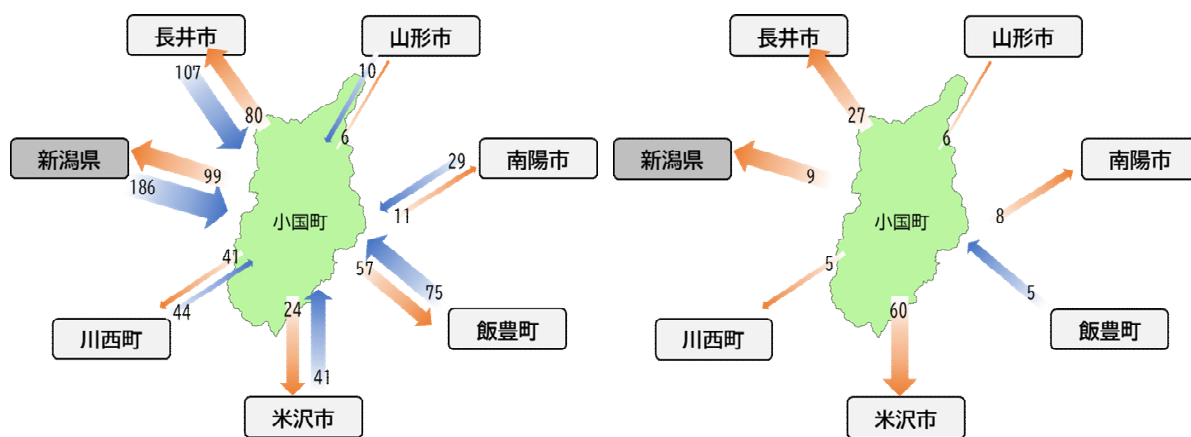 長井市
山形市
107
10
80
6
新潟県
29
南陽市
99
186
11
小国町
41
57
75
44
24
川西町
飯豊町
41
米沢市
長井市
山形市
27
6
新潟県
南陽市
9
8
小国町
5
5
60
川西町
飯豊町
米沢市